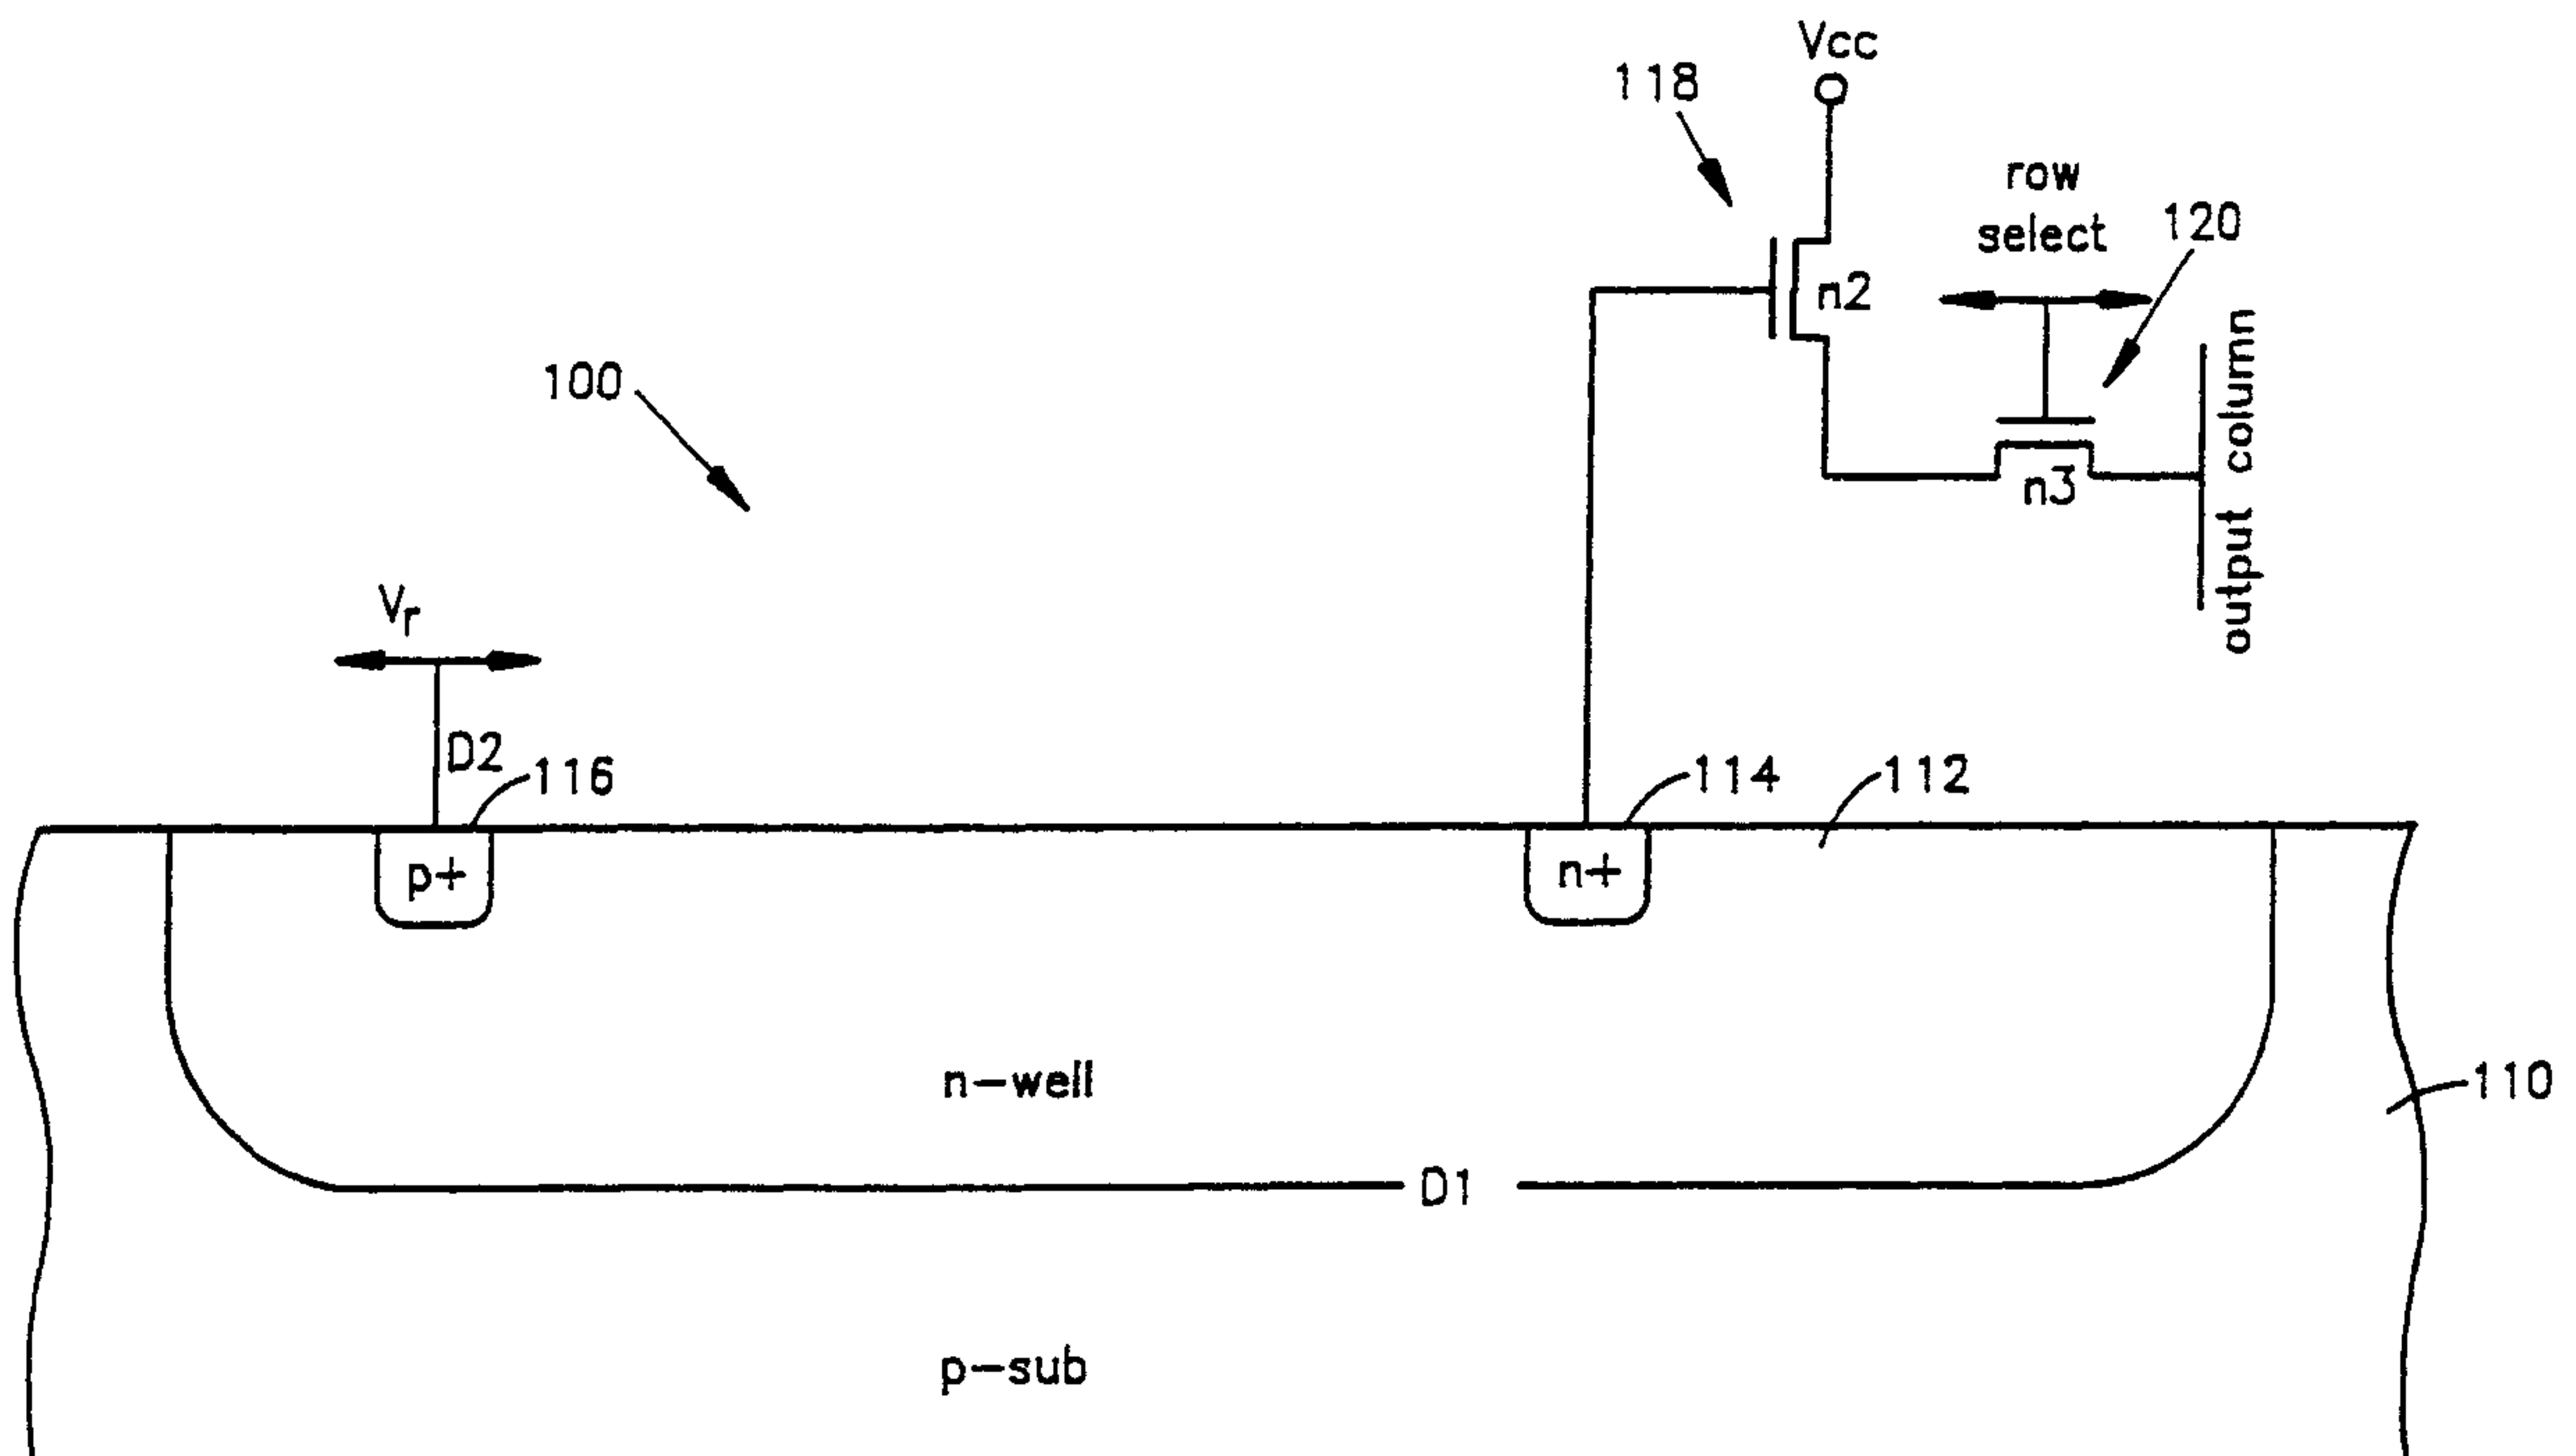 Vcc
118
row
select
120
n2
100
n3
output column
Vr
D2
116
114
112
p+
n+
n-well
110
D1
p-sub